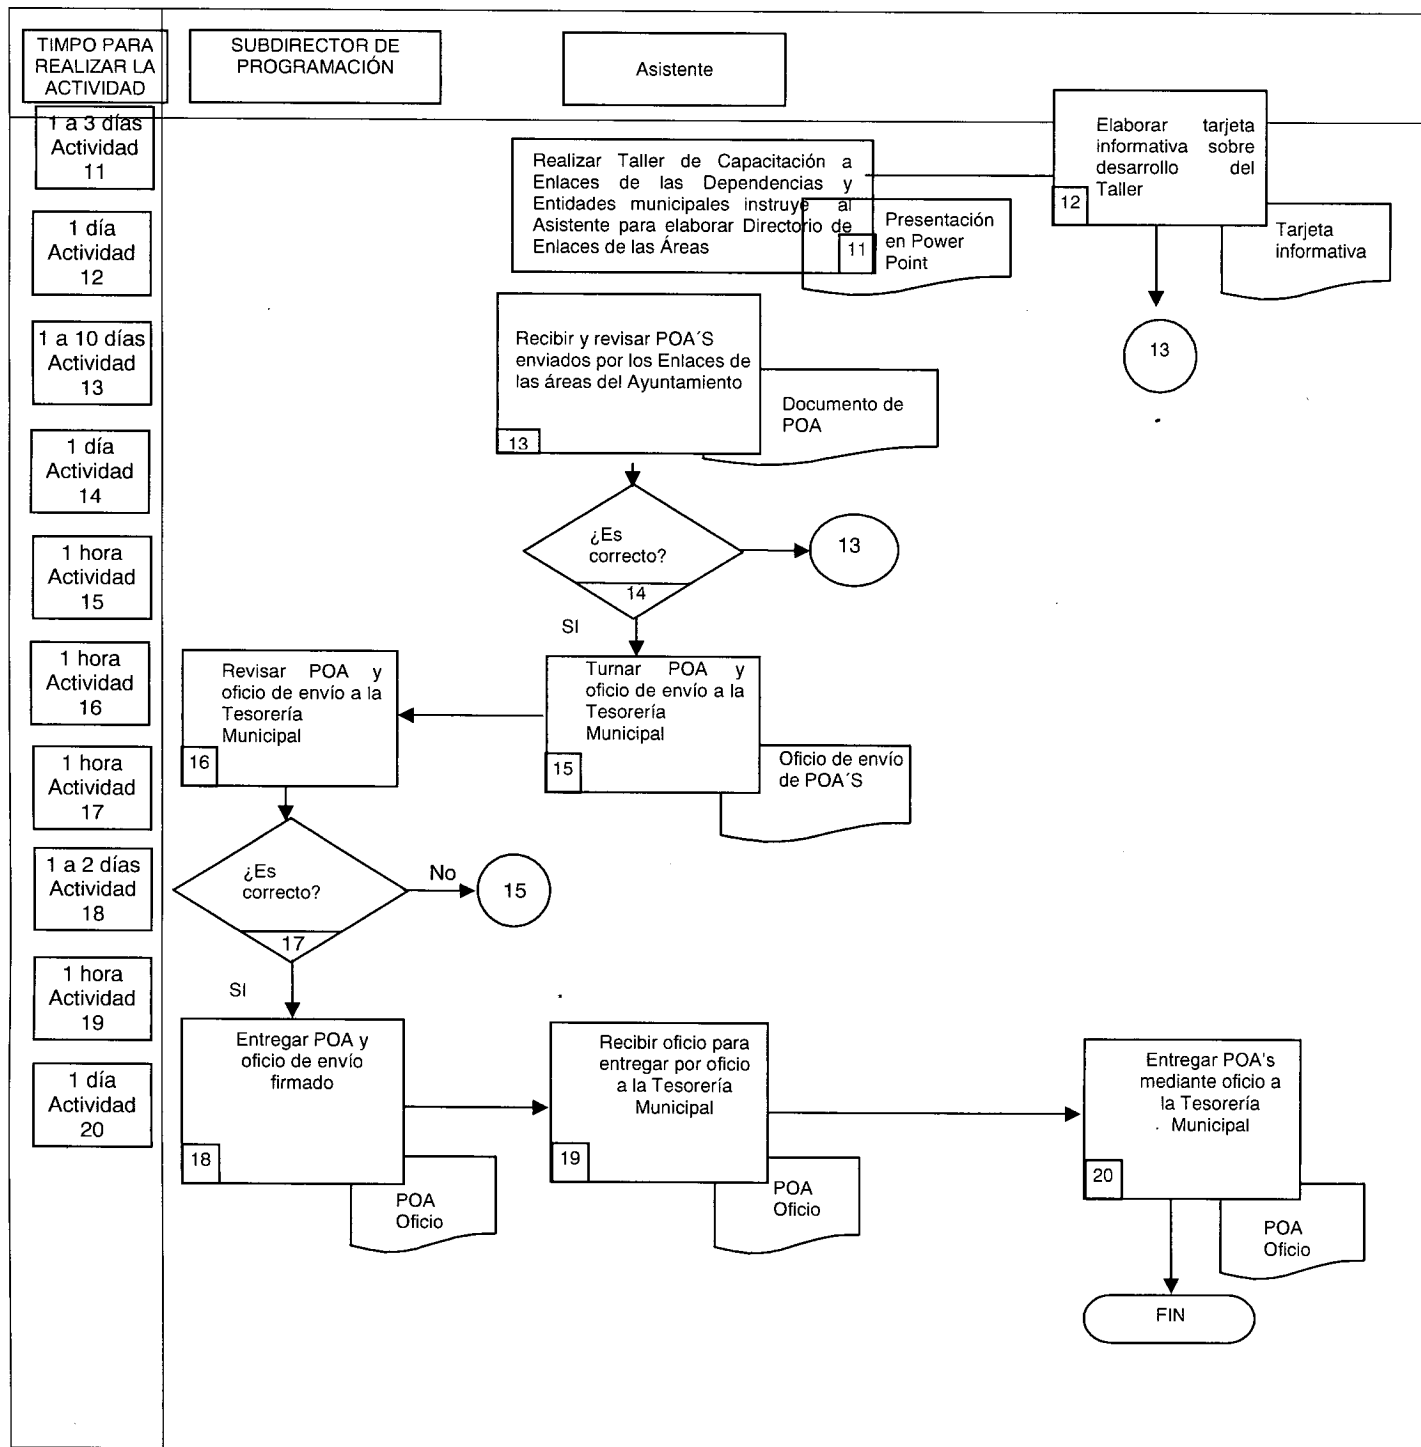 TIMPO PARA
REALIZAR LA
ACTIVIDAD
SUBDIRECTOR DE
PROGRAMACIÓN
Asistente
1 a 3 días
Actividad
11
1 día
Actividad
12
1 a 10 días
Actividad
13
1 día
Actividad
14
1 hora
Actividad
15
1 hora
Actividad
16
1 hora
Actividad
17
1 a 2 días
Actividad
18
1 hora
Actividad
19
1 día
Actividad
20
Realizar Taller de Capacitación a
Enlaces de las Dependencias y
Entidades municipales instruye al
Asistente para elaborar Directorio de
Enlaces de las Áreas
11
Presentación
en Power
Point
Elaborar tarjeta
informativa sobre
desarrollo del
Taller
12
Tarjeta
informativa
13
Recibir y revisar POA´S
enviados por los Enlaces de
las áreas del Ayuntamiento
13
Documento de
POA
¿Es
correcto?
14
13
SI
Turnar POA y
oficio de envío a la
Tesorería
Municipal
15
Oficio de envío
de POA´S
Revisar POA y
oficio de envío a la
Tesorería
Municipal
16
¿Es
correcto?
17
No
15
SI
Entregar POA y
oficio de envío
firmado
18
POA
Oficio
Recibir oficio para
entregar por oficio
a la Tesorería
Municipal
19
POA
Oficio
Entregar POA's
mediante oficio a
la Tesorería
Municipal
20
POA
Oficio
FIN